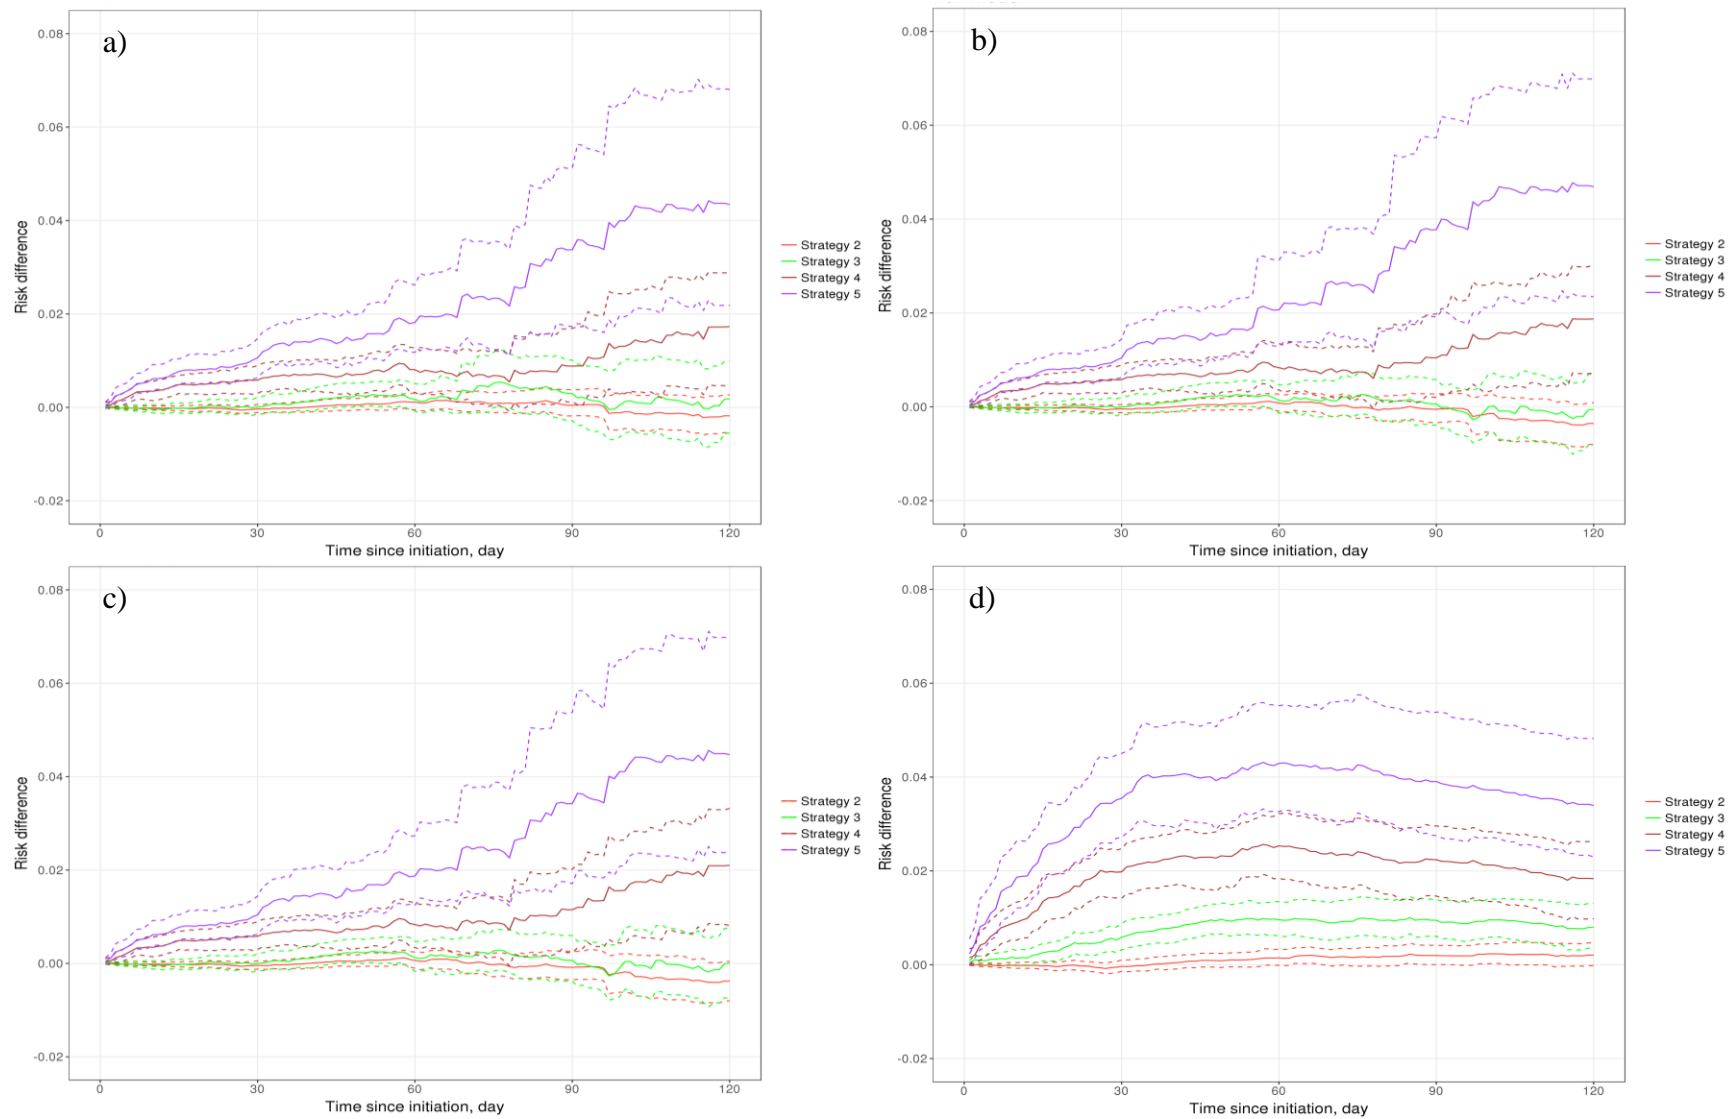 a)
0.08
0.06
0.04
0.02
0.00
-0.02
Risk difference
0
30
60
90
120
Time since initiation, day
Strategy 2
Strategy 3
Strategy 4
Strategy 5
b)
0.08
0.06
0.04
0.02
0.00
-0.02
Risk difference
0
30
60
90
120
Time since initiation, day
Strategy 2
Strategy 3
Strategy 4
Strategy 5
c)
0.08
0.06
0.04
0.02
0.00
-0.02
Risk difference
0
30
60
90
120
Time since initiation, day
Strategy 2
Strategy 3
Strategy 4
Strategy 5
d)
0.08
0.06
0.04
0.02
0.00
-0.02
Risk difference
0
30
60
90
120
Time since initiation, day
Strategy 2
Strategy 3
Strategy 4
Strategy 5